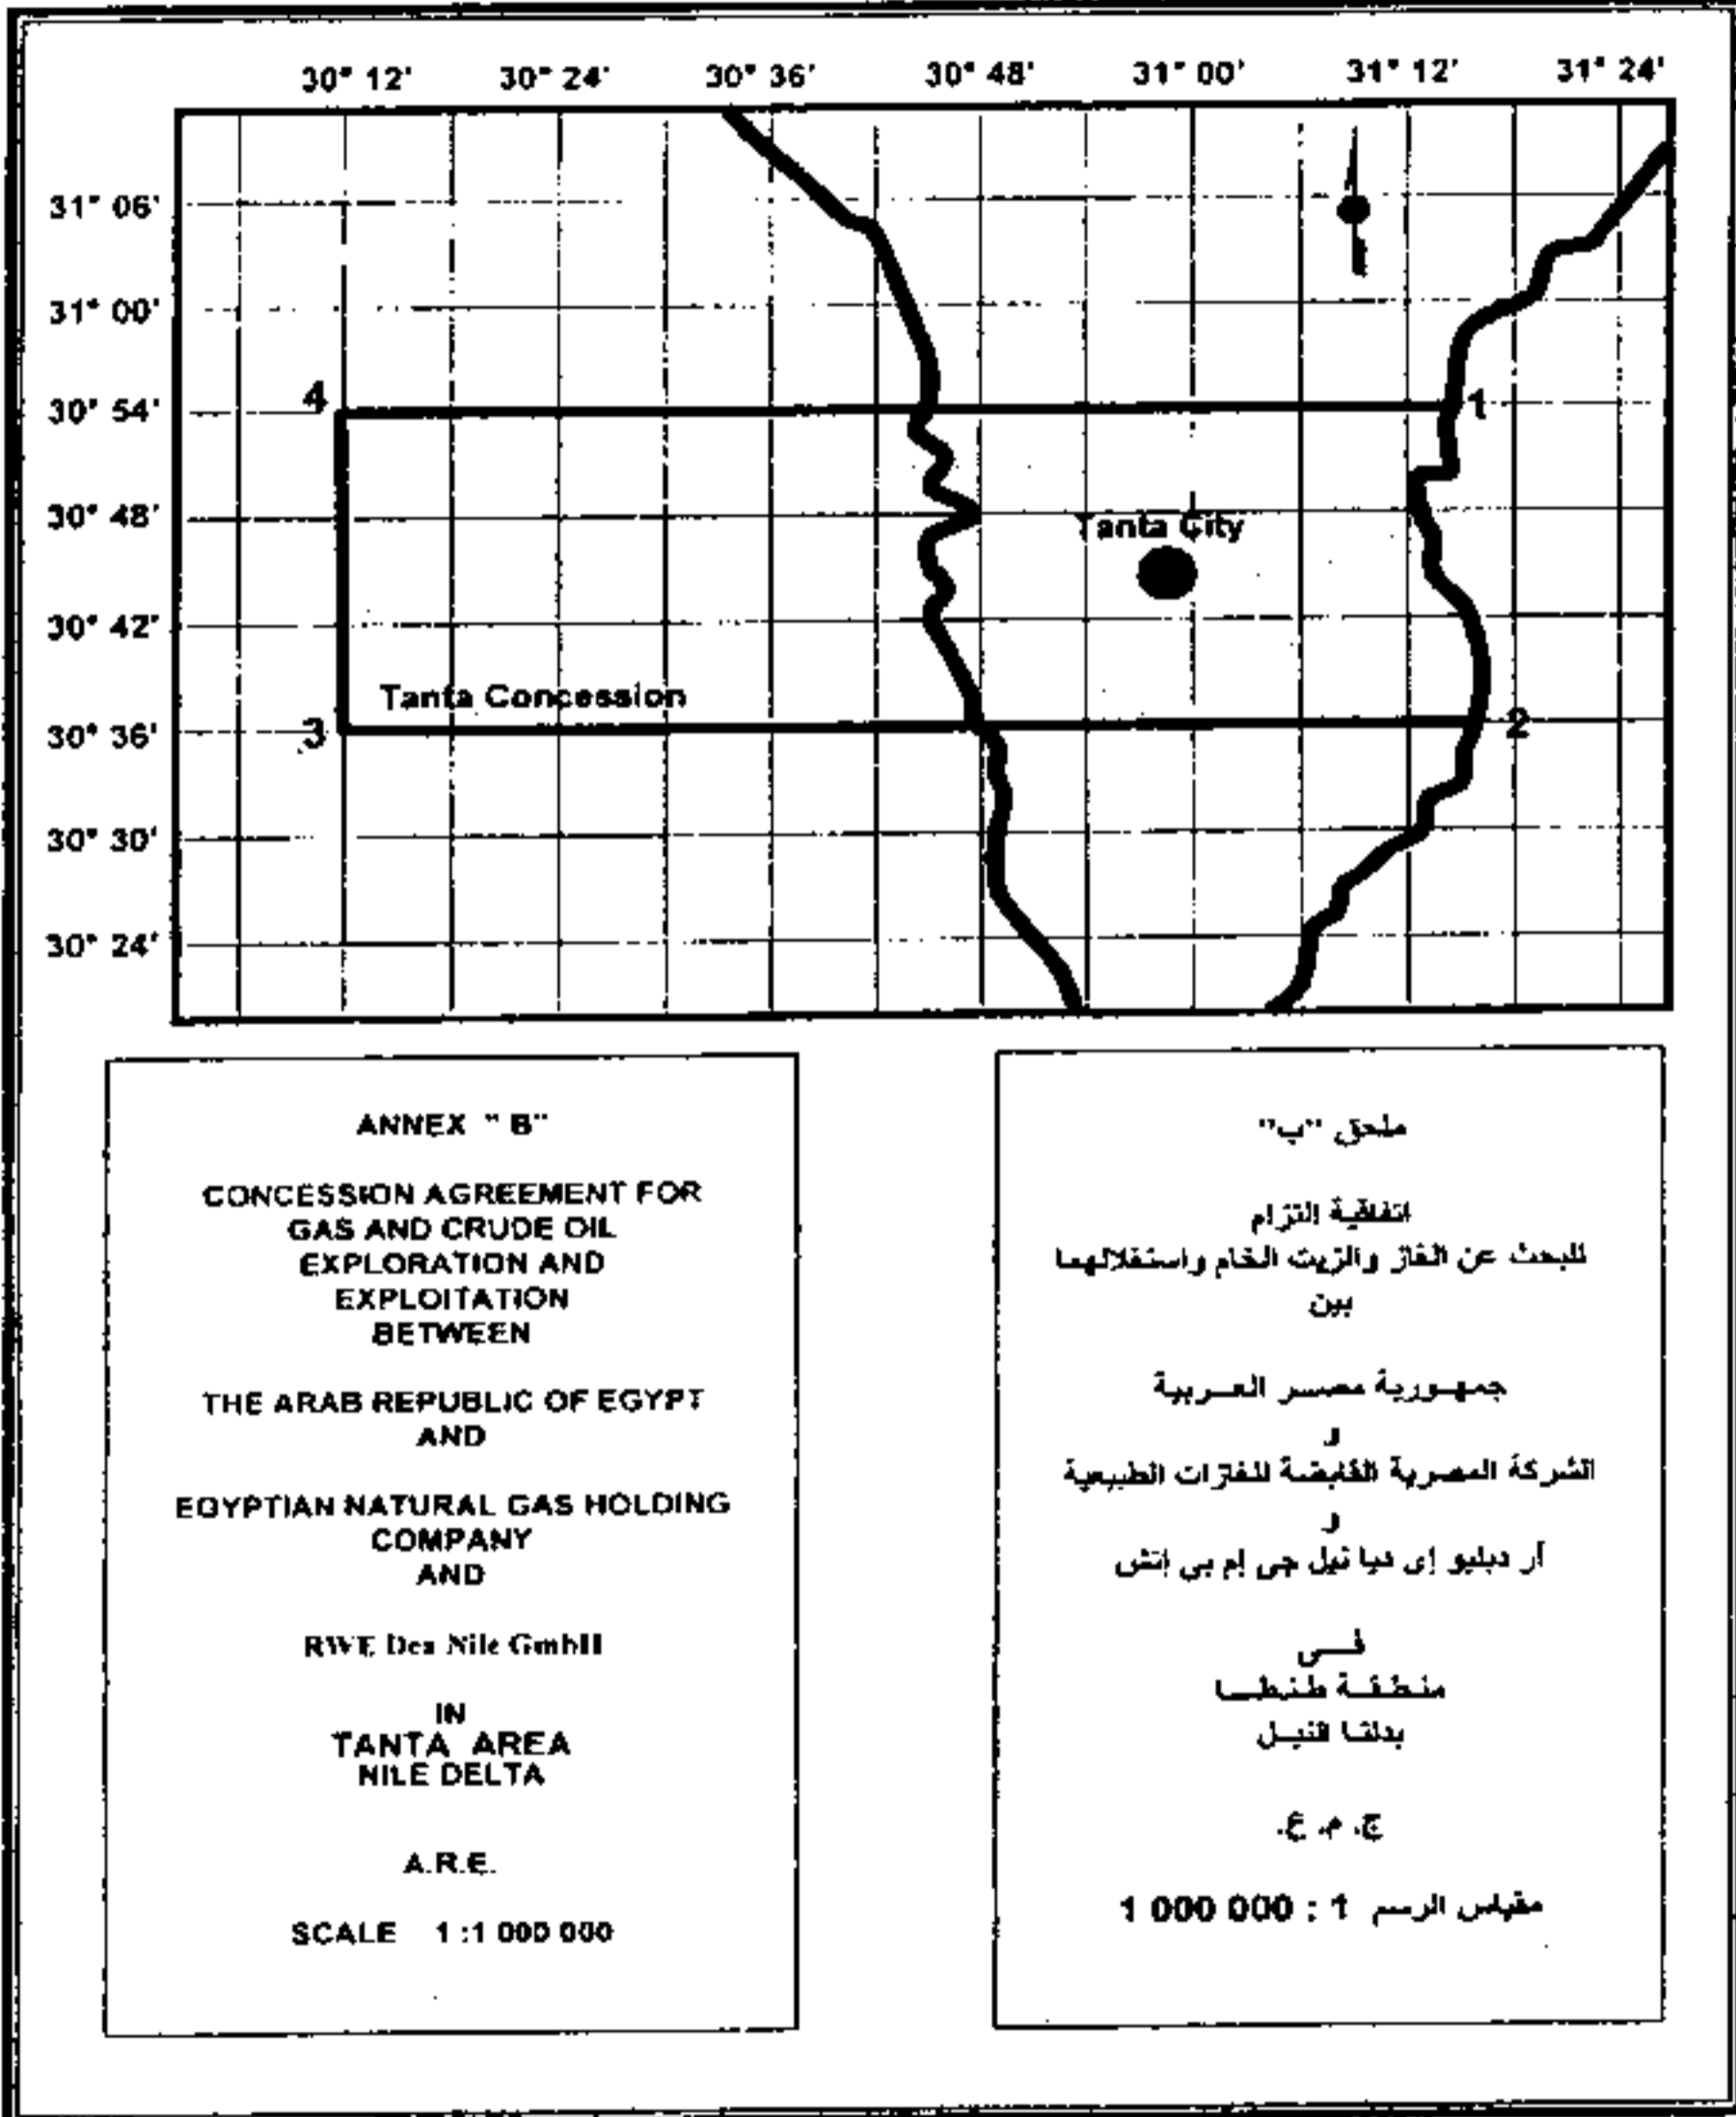 30° 12' 30° 24' 30° 36' 30° 48' 31° 00' 31° 12' 31° 24'
31° 06'
31° 00'
4
30° 54'
1
30° 48'
Tanta City
30° 42'
Tanta Concession
30° 36'
3
2
30° 30'
30° 24'
ANNEX "B"
CONCESSION AGREEMENT FOR
GAS AND CRUDE OIL
EXPLORATION AND
EXPLOITATION
BETWEEN
THE ARAB REPUBLIC OF EGYPT
AND
EGYPTIAN NATURAL GAS HOLDING
COMPANY
AND
RWE Dea Nile GmbH
IN
TANTA AREA
NILE DELTA
A.R.E.
SCALE 1 :1 000 000
ملحق "ب"
اتفاقية التزام
للبحث عن الغاز والزيت الخام واستغلالهما
بين
جمهورية مصر العربية
و
الشركة المصرية القابضة للغازات الطبيعية
و
آر دبليو إى ديا نيل جى إم بى إتش
فى
منطقة طنطا
بدلتا النيل
ج. م. ع.
مقياس الرسم 1 : 000 000 1